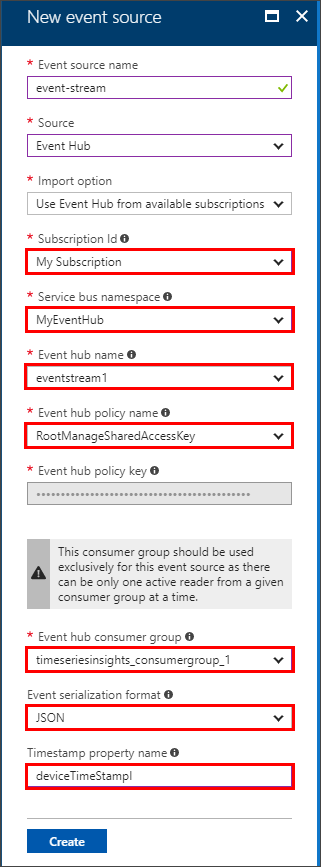 New event source
* Event source name
event-stream
* Source
Event Hub
* Import option
Use Event Hub from available subscriptions
* Subscription Id
My Subscription
* Service bus namespace
MyEventHub
* Event hub name
eventstream1
* Event hub policy name
RootManageSharedAccessKey
* Event hub policy key
••••••••••••••••••••••••••••••••••••••••••••
This consumer group should be used
exclusively for this event source as there
can be only one active reader from a given
consumer group at a time.
* Event hub consumer group
timeseriesinsights_consumergroup_1
Event serialization format
JSON
Timestamp property name
deviceTimeStamp
Create